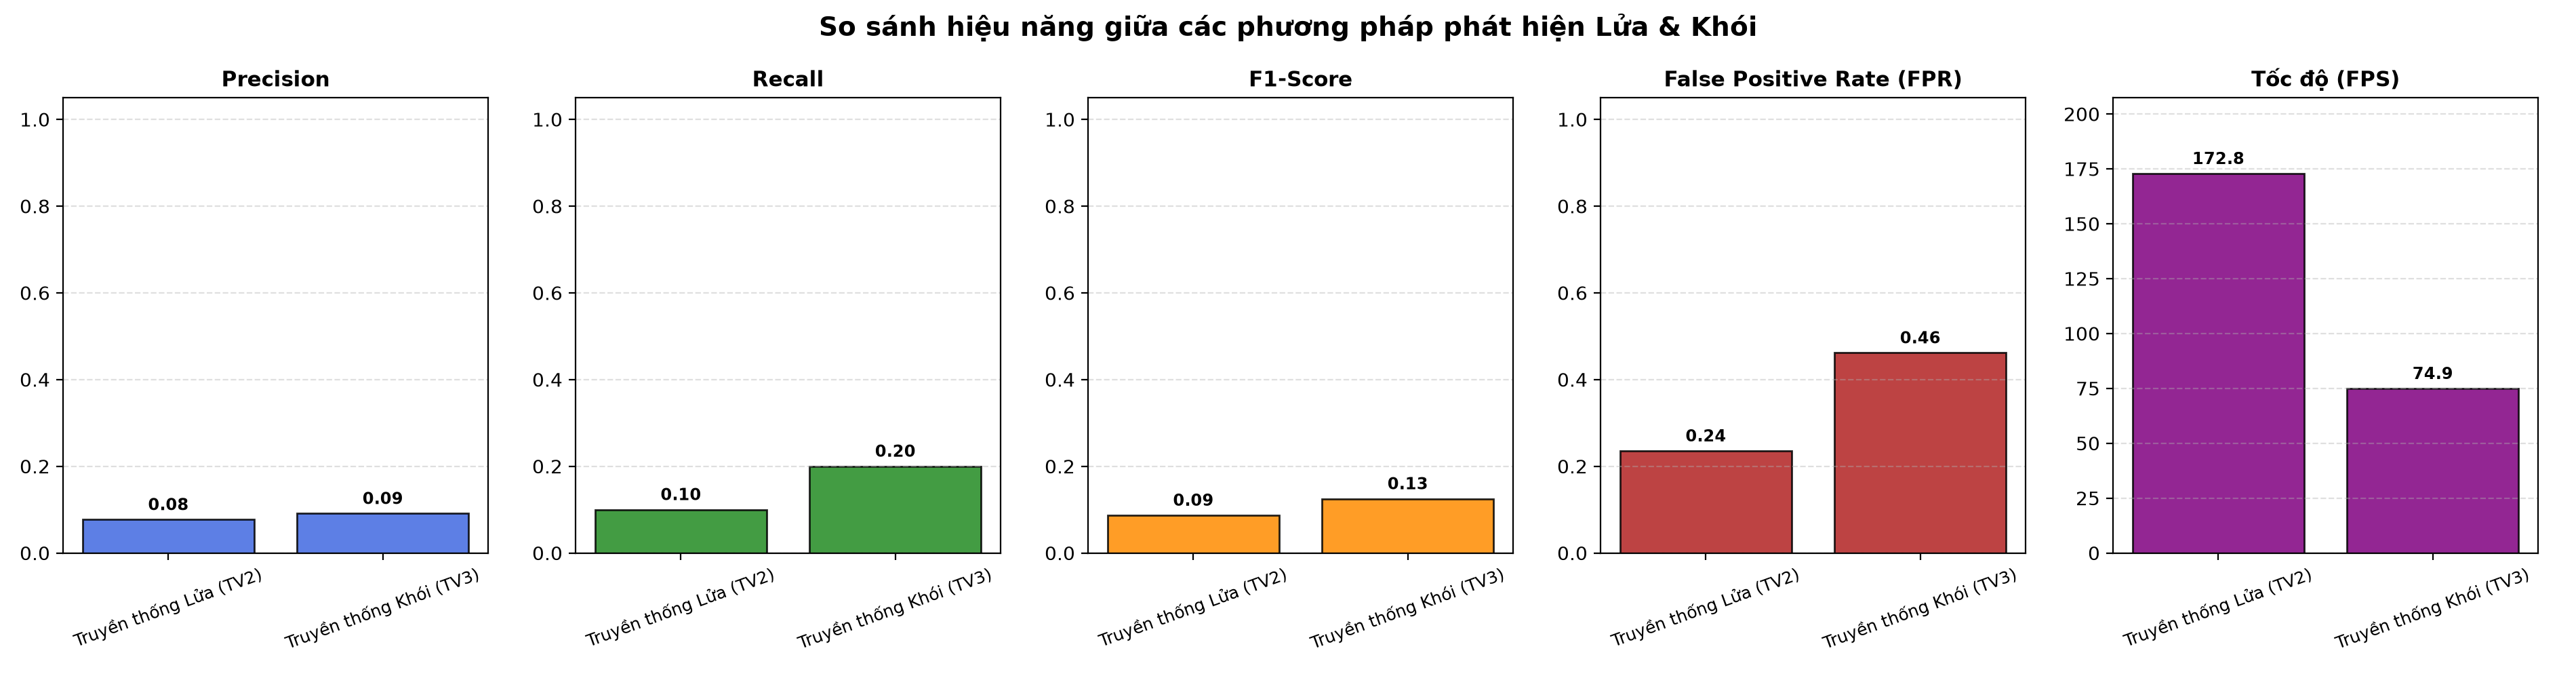 So sánh hiệu năng giữa các phương pháp phát hiện Lửa & Khói
Precision
1.0
0.8
0.6
0.4
0.2
0.0
0.08
0.09
Truyền thống Lửa (TV2)
Truyền thống Khói (TV3)
Recall
1.0
0.8
0.6
0.4
0.2
0.0
0.10
0.20
Truyền thống Lửa (TV2)
Truyền thống Khói (TV3)
F1-Score
1.0
0.8
0.6
0.4
0.2
0.0
0.09
0.13
Truyền thống Lửa (TV2)
Truyền thống Khói (TV3)
False Positive Rate (FPR)
1.0
0.8
0.6
0.4
0.2
0.0
0.24
0.46
Truyền thống Lửa (TV2)
Truyền thống Khói (TV3)
Tốc độ (FPS)
200
175
150
125
100
75
50
25
0
172.8
74.9
Truyền thống Lửa (TV2)
Truyền thống Khói (TV3)